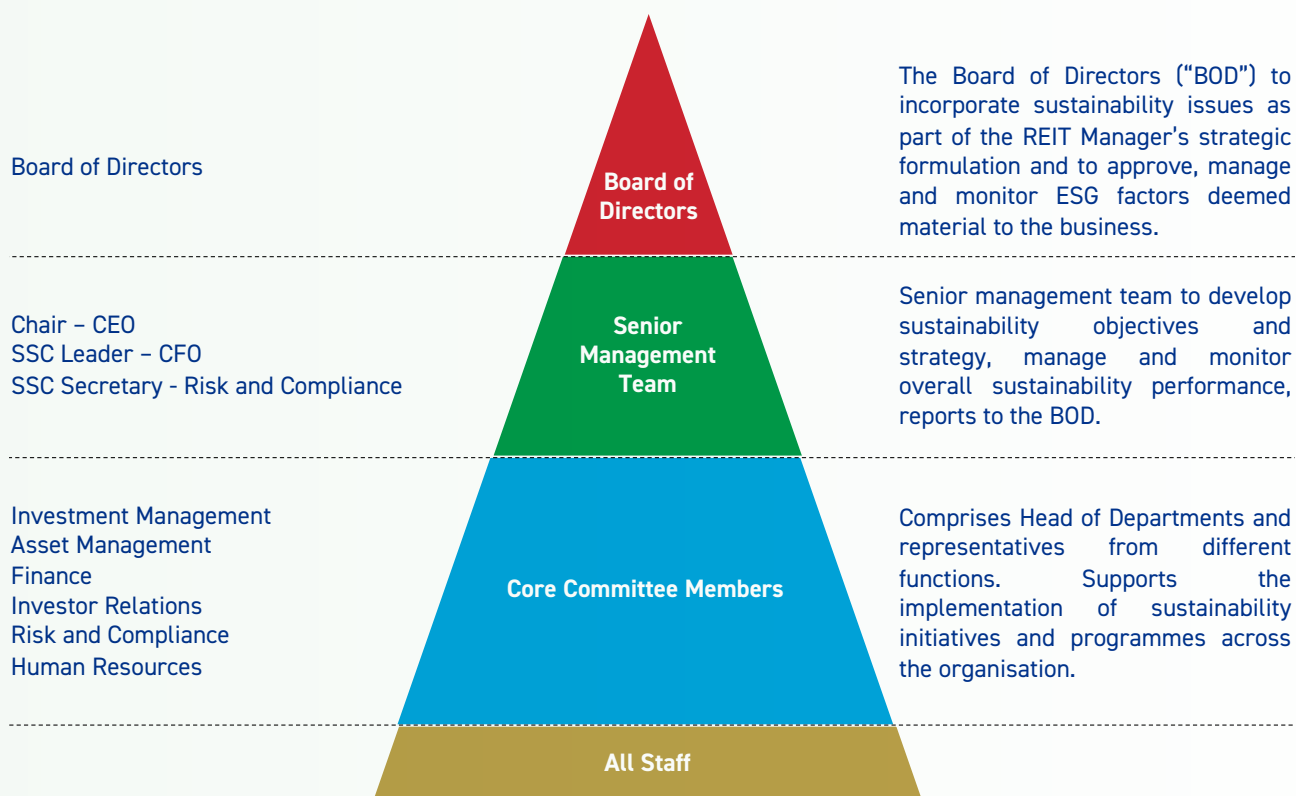 Board of Directors
Board of
Directors
The Board of Directors (“BOD”) to
incorporate sustainability issues as
part of the REIT Manager’s strategic
formulation and to approve, manage
and monitor ESG factors deemed
material to the business.
Chair – CEO
SSC Leader – CFO
SSC Secretary - Risk and Compliance
Senior
Management
Team
Senior management team to develop
sustainability objectives and
strategy, manage and monitor
overall sustainability performance,
reports to the BOD.
Investment Management
Asset Management
Finance
Investor Relations
Risk and Compliance
Human Resources
Core Committee Members
Comprises Head of Departments and
representatives from different
functions. Supports the
implementation of sustainability
initiatives and programmes across
the organisation.
All Staff